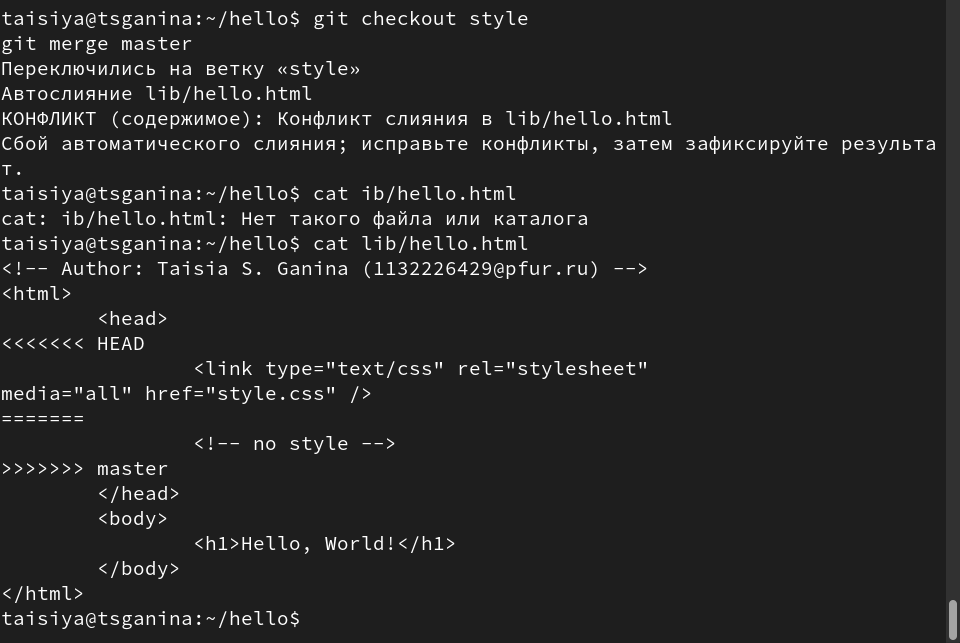 taisiya@tsganina:~/hello$ git checkout style
git merge master
Переключились на ветку «style»
Автослияние lib/hello.html
КОНФЛИКТ (содержимое): Конфликт слияния в lib/hello.html
Сбой автоматического слияния; исправьте конфликты, затем зафиксируйте результа
т.
taisiya@tsganina:~/hello$ cat ib/hello.html
cat: ib/hello.html: Нет такого файла или каталога
taisiya@tsganina:~/hello$ cat lib/hello.html
<!-- Author: Taisia S. Ganina (1132226429@pfur.ru) -->
<html>
        <head>
<<<<<<< HEAD
                <link type="text/css" rel="stylesheet"
media="all" href="style.css" />
=======
                <!-- no style -->
>>>>>>> master
        </head>
        <body>
                <h1>Hello, World!</h1>
        </body>
</html>
taisiya@tsganina:~/hello$